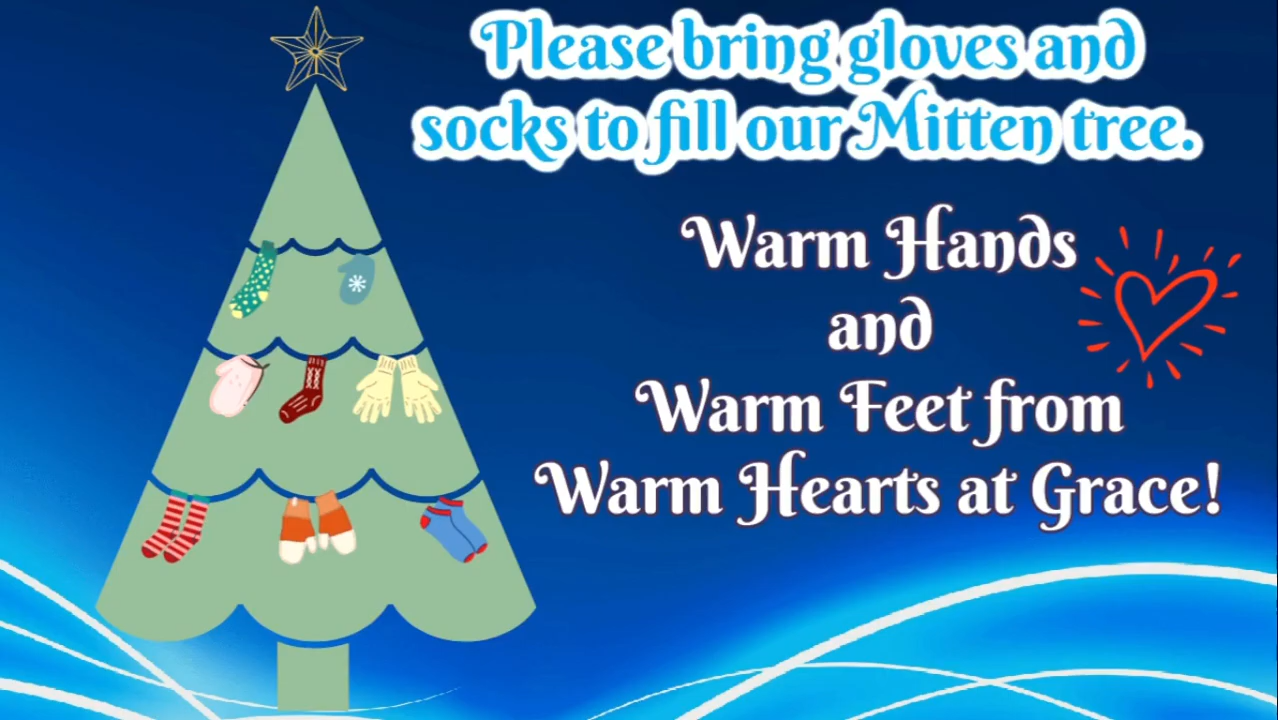 Please bring gloves and
socks to fill our Mitten tree.
Warm Hands
and
Warm Feet from
Warm Hearts at Grace!